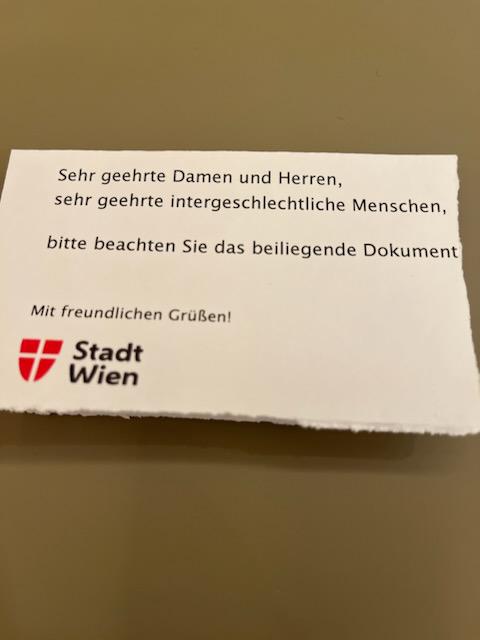 Sehr geehrte Damen und Herren,
sehr geehrte intergeschlechtliche Menschen,
bitte beachten Sie das beiliegende Dokument
Mit freundlichen Grüßen!
Stadt
Wien